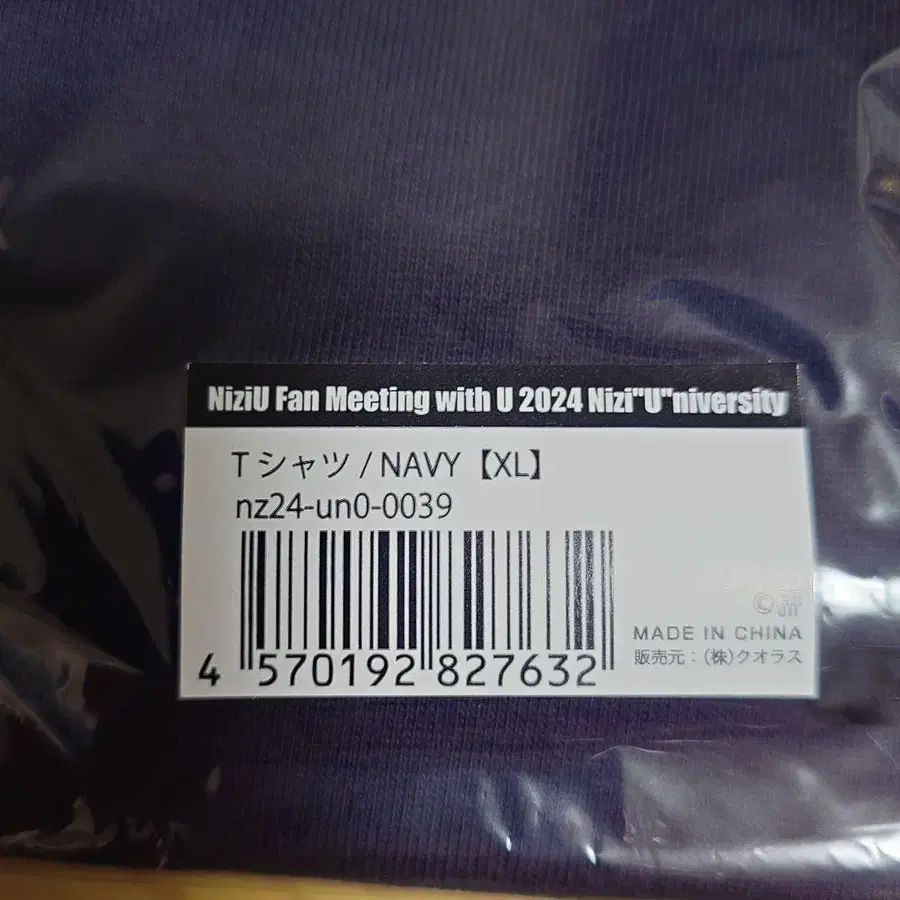 NiziU Fan Meeting with U 2024 Nizi"U"niversity
Tシャツ / NAVY【XL】
nz24-un0-0039
4 570192 827632
©
MADE IN CHINA
販売元：(株)クオラス